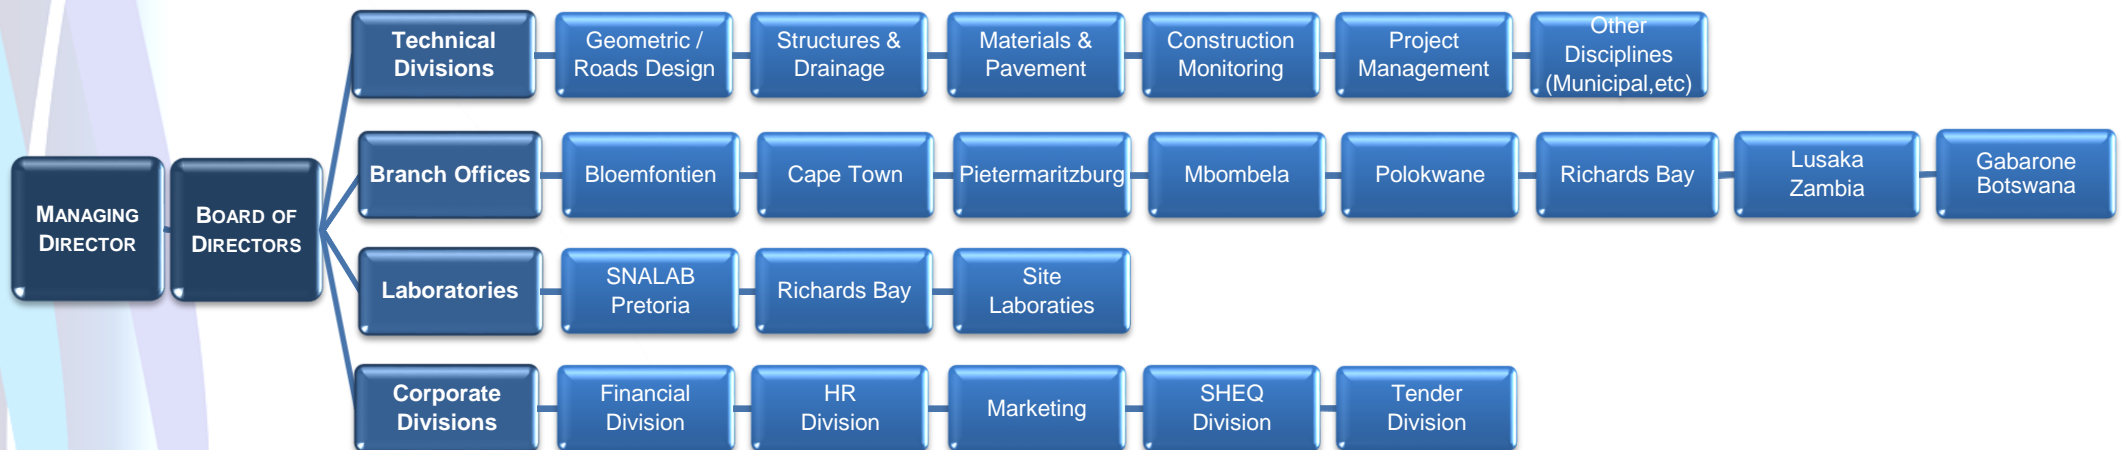 Technical
Divisions
Geometric /
Roads Design
Structures &
Drainage
Materials &
Pavement
Construction
Monitoring
Project
Management
Other
Disciplines
(Municipal,etc)
MANAGING
DIRECTOR
BOARD OF
DIRECTORS
Branch Offices
Bloemfontien
Cape Town
Pietermaritzburg
Mbombela
Polokwane
Richards Bay
Lusaka
Zambia
Gabarone
Botswana
Laboratories
SNALAB
Pretoria
Richards Bay
Site
Laboraties
Corporate
Divisions
Financial
Division
HR
Division
Marketing
SHEQ
Division
Tender
Division